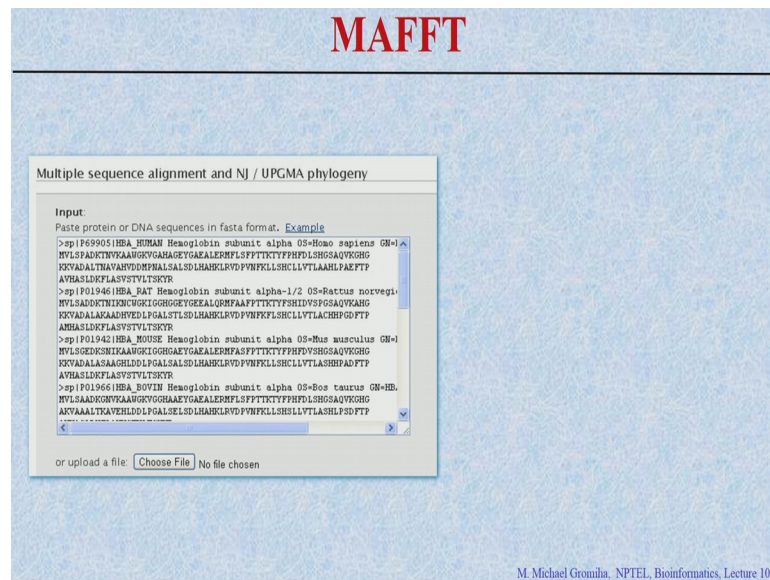 MAFFT
Multiple sequence alignment and NJ / UPGMA phylogeny
Input:
Paste protein or DNA sequences in fasta format. Example
>sp|P69905|HBA_HUMAN Hemoglobin subunit alpha OS=Homo sapiens GN=
MVLSPADKTNVKAAWGKVGAHAGEYGAEALERMFLSFPTTKTYFPHFDLSHGSAQVKGHG
KKVADALTNAVAHVDDMPNALSALSDLHAHKLRVDPVNFKLLSHCLLVTLAAHLPAEFTP
AVHASLDKFLASVSTVLTSKYR
>sp|P01946|HBA_RAT Hemoglobin subunit alpha-1/2 OS=Rattus norvegi
MVLSADDKTNIKNCWGKIGGHGGEYGEEALQRMFAAFPTTKTYFSHIDVSPGSAQVKAHG
KKVADALAKAADHVEDLPGALSTLSDLHAHKLRVDPVNFKFLSHCLLVTLACHHPGDFTP
AMHASLDKFLASVSTVLTSKYR
>sp|P01942|HBA_MOUSE Hemoglobin subunit alpha OS=Mus musculus GN=
MVLSGEDKSNIKAAWGKIGGHGAEYGAEALERMFASFPTTKTYFPHFDVSHGSAQVKGHG
KKVADALASAAGHLDDLPGALSALSDLHAHKLRVDPVNFKLLSHCLLVTLASHHPADFTP
AVHASLDKFLASVSTVLTSKYR
>sp|P01966|HBA_BOVIN Hemoglobin subunit alpha OS=Bos taurus GN=HB
MVLSAADKGNVKAAWGKVGGHAAEYGAEALERMFLSFPTTKTYFPHFDLSHGSAQVKGHG
AKVAAALTKAVEHLDDLPGALSELSDLHAHKLRVDPVNFKLLSHSLLVTLASHLPSDFTP
or upload a file: Choose File No file chosen
M. Michael Gromiha, NPTEL, Bioinformatics, Lecture 10